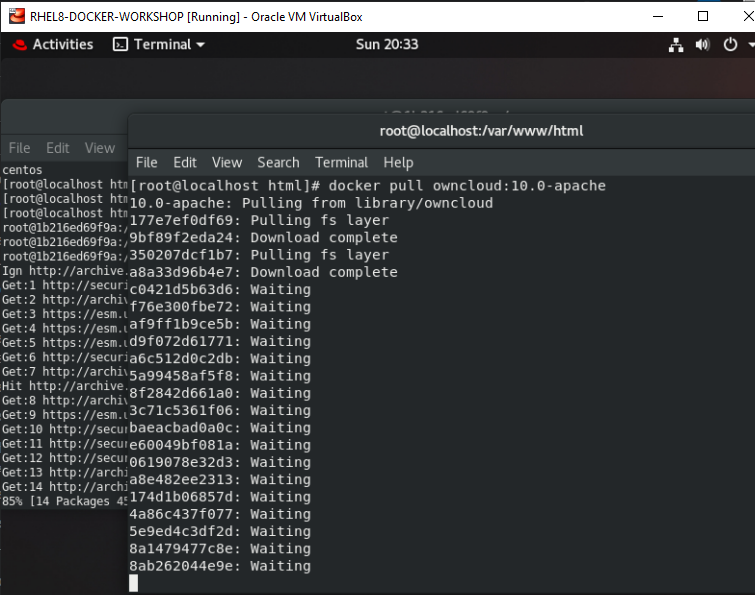 RHEL8-DOCKER-WORKSHOP [Running] - Oracle VM VirtualBox
Activities Terminal Sun 20:33
root@localhost:/var/www/html
File Edit View
centos
[root@localhost htm
[root@localhost htm
[root@localhost htm
root@1b216ed69f9a:/
root@1b216ed69f9a:/
root@1b216ed69f9a:/
Ign http://archive.
Get:1 http://securi
Get:2 http://archiv
Get:3 https://esm.u
Get:4 https://esm.u
Get:5 https://esm.u
Get:6 http://securi
Get:7 http://archiv
Hit http://archive.
Get:8 http://archiv
Get:9 https://esm.u
Get:10 http://secur
Get:11 http://secur
Get:12 http://secur
Get:13 http://archi
Get:14 http://archi
85% [14 Packages 45
File Edit View Search Terminal Help
[root@localhost html]# docker pull owncloud:10.0-apache
10.0-apache: Pulling from library/owncloud
177e7ef0df69: Pulling fs layer
9bf89f2eda24: Download complete
350207dcf1b7: Pulling fs layer
a8a33d96b4e7: Download complete
c0421d5b63d6: Waiting
f76e300fbe72: Waiting
af9ff1b9ce5b: Waiting
d9f072d61771: Waiting
a6c512d0c2db: Waiting
5a99458af5f8: Waiting
8f2842d661a0: Waiting
3c71c5361f06: Waiting
baeacbad0a0c: Waiting
e60049bf081a: Waiting
0619078e32d3: Waiting
a8e482ee2313: Waiting
174d1b06857d: Waiting
4a86c437f077: Waiting
5e9ed4c3df2d: Waiting
8a1479477c8e: Waiting
8ab262044e9e: Waiting